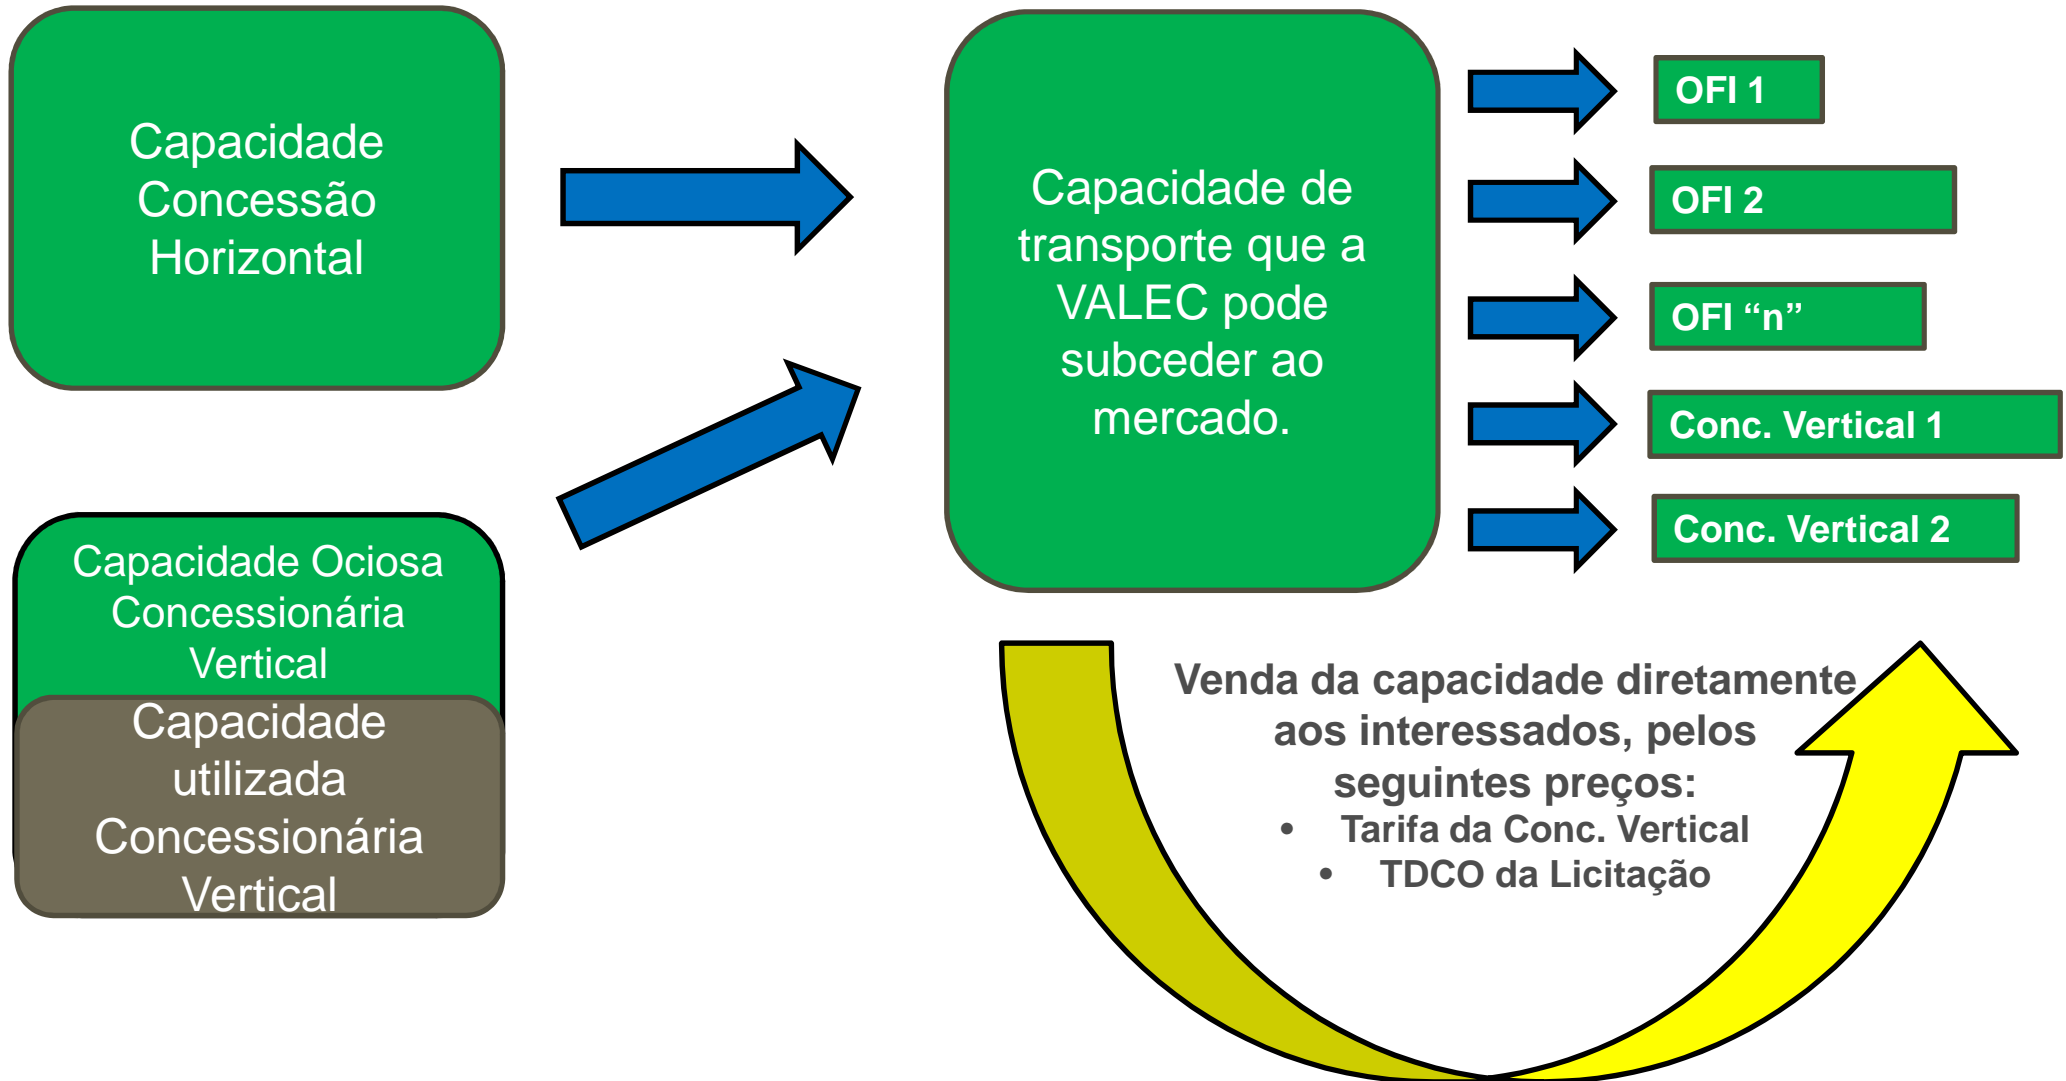 Capacidade
Concessão
Horizontal
Capacidade Ociosa
Concessionária
Vertical
Capacidade
utilizada
Concessionária
Vertical
Capacidade de
transporte que a
VALEC pode
subceder ao
mercado.
OFI 1
OFI 2
OFI “n”
Conc. Vertical 1
Conc. Vertical 2
Venda da capacidade diretamente
aos interessados, pelos
seguintes preços:
• Tarifa da Conc. Vertical
• TDCO da Licitação